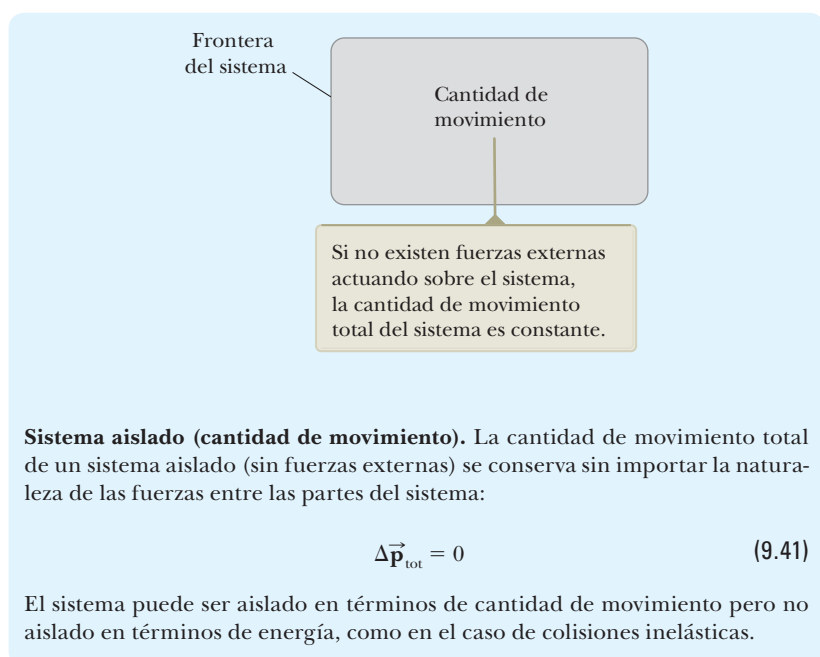 Frontera
del sistema
Cantidad de
movimiento
Si no existen fuerzas externas
actuando sobre el sistema,
la cantidad de movimiento
total del sistema es constante.
Sistema aislado (cantidad de movimiento). La cantidad de movimiento total
de un sistema aislado (sin fuerzas externas) se conserva sin importar la natura-
leza de las fuerzas entre las partes del sistema:
Δp⃗tot = 0 (9.41)
El sistema puede ser aislado en términos de cantidad de movimiento pero no
aislado en términos de energía, como en el caso de colisiones inelásticas.